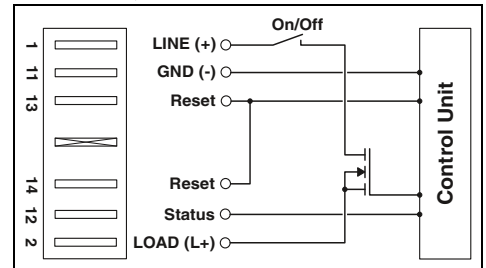 On/Off
1 LINE (+)
11 GND (-)
13 Reset
14 Reset
12 Status
2 LOAD (L+)
Control Unit